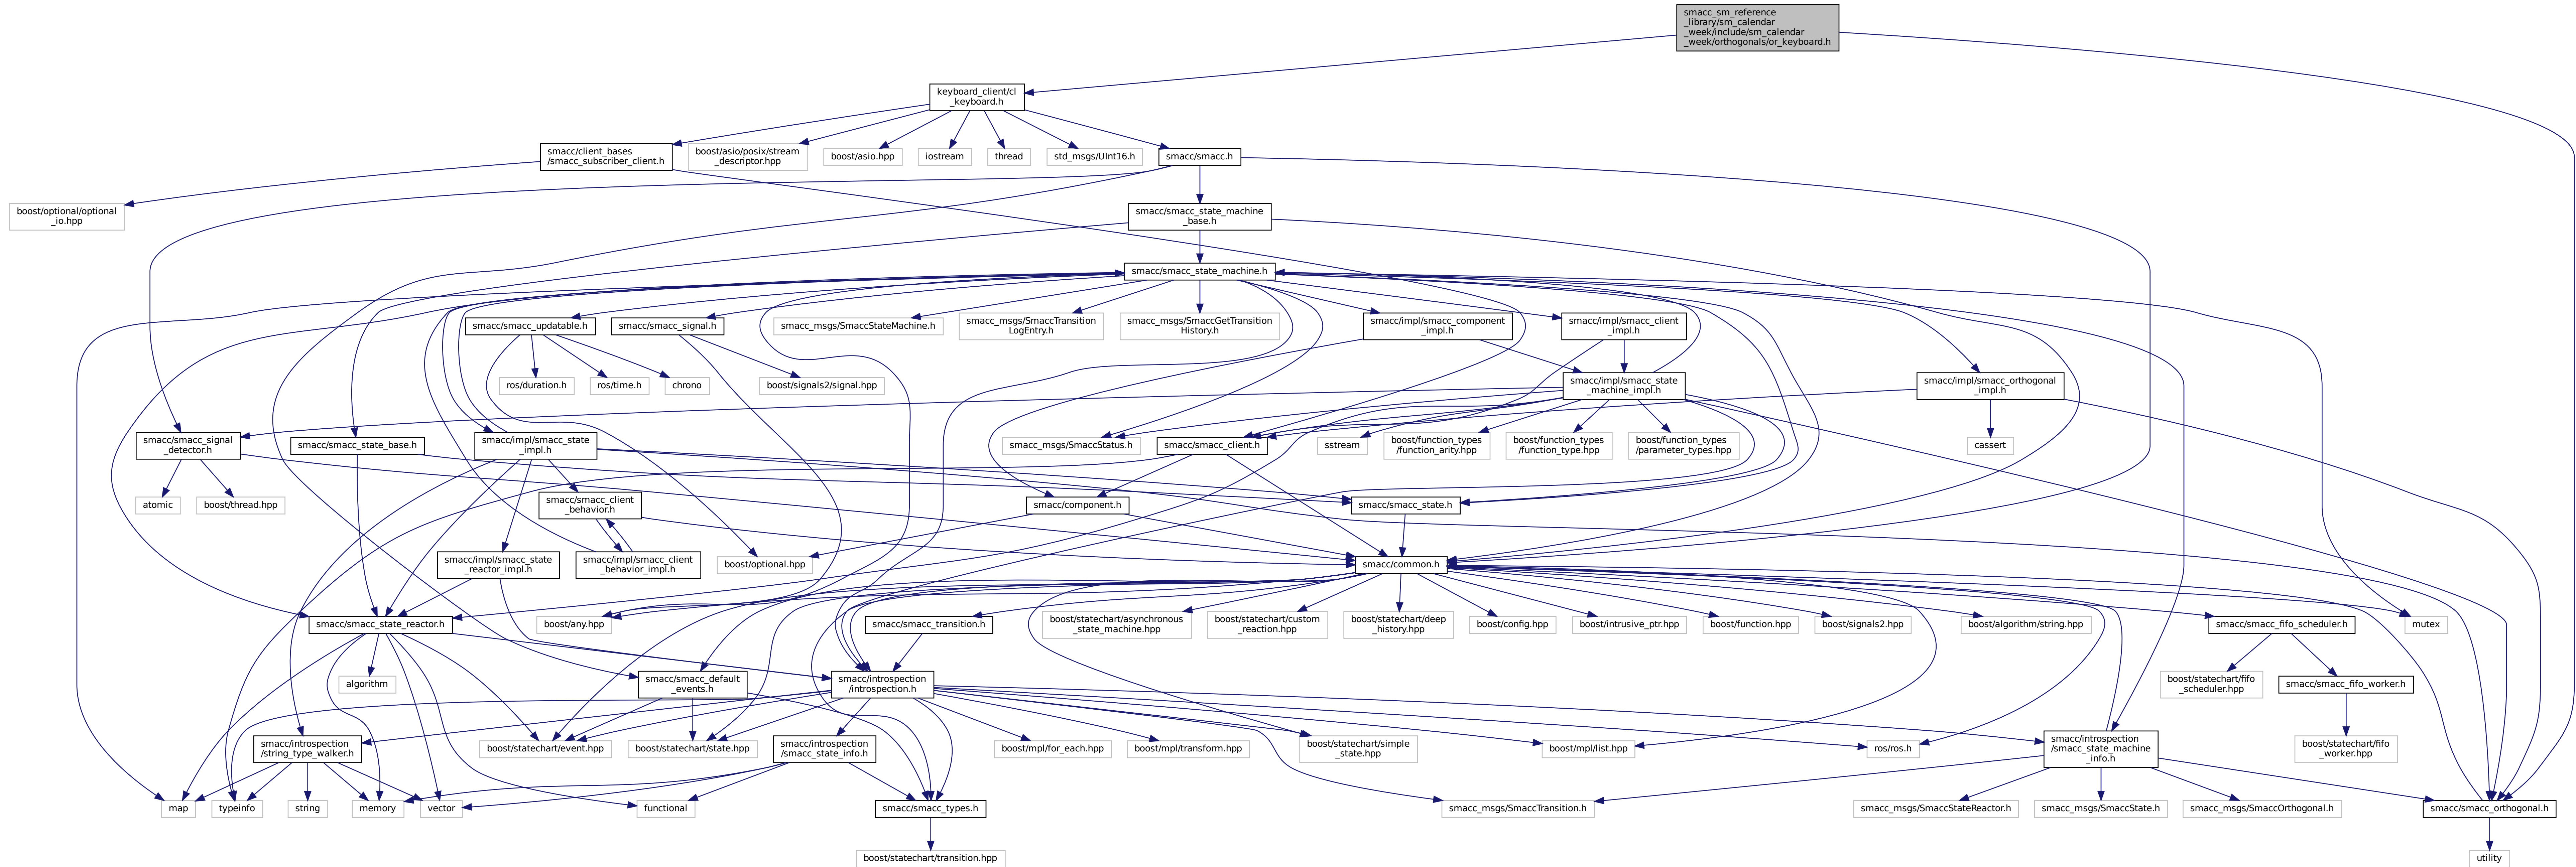 smacc_sm_reference
_library/sm_calendar
_week/include/sm_calendar
_week/orthogonals/or_keyboard.h
keyboard_client/cl
_keyboard.h
smacc/client_bases
/smacc_subscriber_client.h
boost/asio/posix/stream
_descriptor.hpp
boost/asio.hpp
iostream
thread
std_msgs/UInt16.h
smacc/smacc.h
boost/optional/optional
_io.hpp
smacc/smacc_state_machine
_base.h
smacc/smacc_state_machine.h
smacc/smacc_updatable.h
smacc/smacc_signal.h
smacc_msgs/SmaccStateMachine.h
smacc_msgs/SmaccTransition
LogEntry.h
smacc_msgs/SmaccGetTransition
History.h
smacc/impl/smacc_component
_impl.h
smacc/impl/smacc_client
_impl.h
ros/duration.h
ros/time.h
chrono
boost/signals2/signal.hpp
smacc/impl/smacc_state
_machine_impl.h
smacc/impl/smacc_orthogonal
_impl.h
smacc/smacc_signal
_detector.h
smacc/smacc_state_base.h
smacc/impl/smacc_state
_impl.h
smacc_msgs/SmaccStatus.h
smacc/smacc_client.h
sstream
boost/function_types
/function_arity.hpp
boost/function_types
/function_type.hpp
boost/function_types
/parameter_types.hpp
cassert
atomic
boost/thread.hpp
smacc/smacc_client
_behavior.h
smacc/component.h
smacc/smacc_state.h
smacc/impl/smacc_state
_reactor_impl.h
smacc/impl/smacc_client
_behavior_impl.h
boost/optional.hpp
smacc/common.h
smacc/smacc_state_reactor.h
boost/any.hpp
smacc/smacc_transition.h
boost/statechart/asynchronous
_state_machine.hpp
boost/statechart/custom
_reaction.hpp
boost/statechart/deep
_history.hpp
boost/config.hpp
boost/intrusive_ptr.hpp
boost/function.hpp
boost/signals2.hpp
boost/algorithm/string.hpp
smacc/smacc_fifo_scheduler.h
mutex
algorithm
smacc/smacc_default
_events.h
smacc/introspection
/introspection.h
boost/statechart/fifo
_scheduler.hpp
smacc/smacc_fifo_worker.h
smacc/introspection
/string_type_walker.h
boost/statechart/event.hpp
boost/statechart/state.hpp
smacc/introspection
/smacc_state_info.h
boost/mpl/for_each.hpp
boost/mpl/transform.hpp
boost/statechart/simple
_state.hpp
boost/mpl/list.hpp
ros/ros.h
smacc/introspection
/smacc_state_machine
_info.h
boost/statechart/fifo
_worker.hpp
map
typeinfo
string
memory
vector
functional
smacc/smacc_types.h
smacc_msgs/SmaccTransition.h
smacc_msgs/SmaccStateReactor.h
smacc_msgs/SmaccState.h
smacc_msgs/SmaccOrthogonal.h
smacc/smacc_orthogonal.h
boost/statechart/transition.hpp
utility